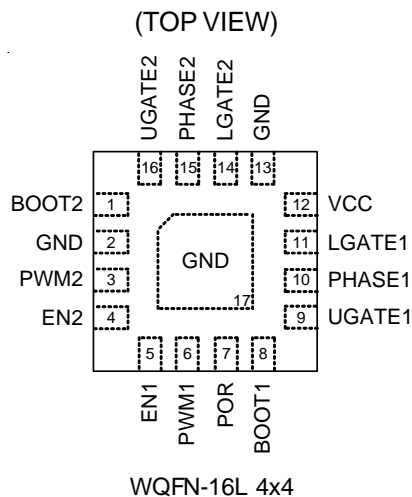 (TOP VIEW)
UGATE2
PHASE2
LGATE2
GND
16
15
14
13
BOOT2 1
GND 2
PWM2 3
EN2 4
12 VCC
11 LGATE1
10 PHASE1
9 UGATE1
GND
17
5
6
7
8
EN1
PWM1
POR
BOOT1
WQFN-16L 4x4